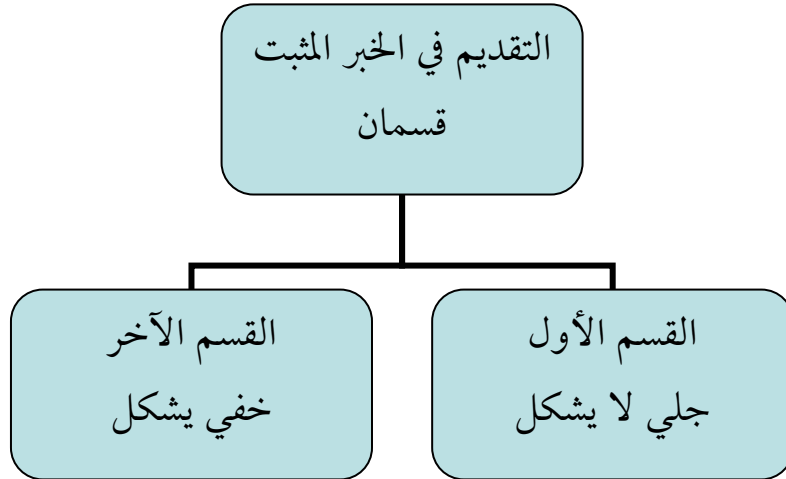 التقديم في الخبر المثبت
قسمان
القسم الأول
جلي لا يشكل
القسم الآخر
خفي يشكل